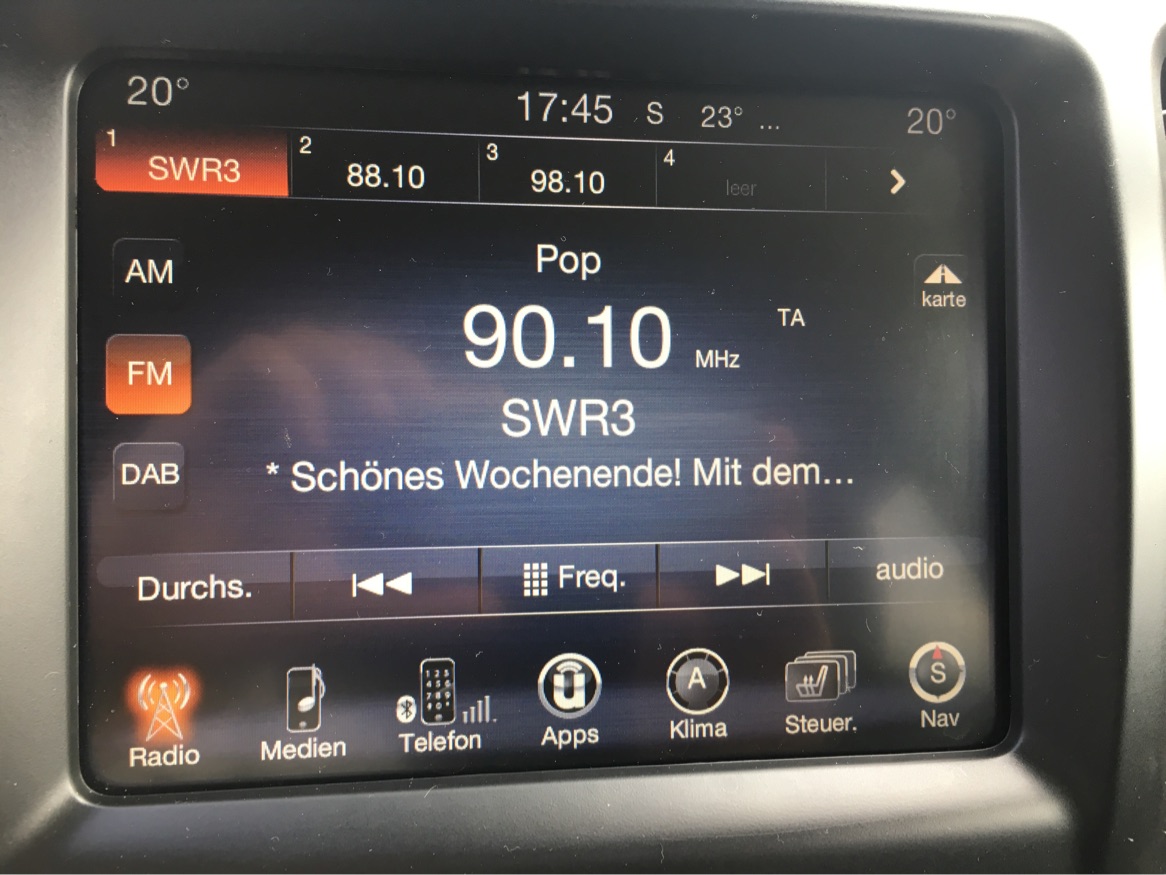 20° 17:45 S 23° ... 20°
1 SWR3 2 88.10 3 98.10 4 leer
Pop
AM
karte
90.10 MHz TA
FM
SWR3
DAB
* Schönes Wochenende! Mit dem...
Durchs. Freq. audio
Radio Medien Telefon Apps Klima Steuer. Nav
A
S